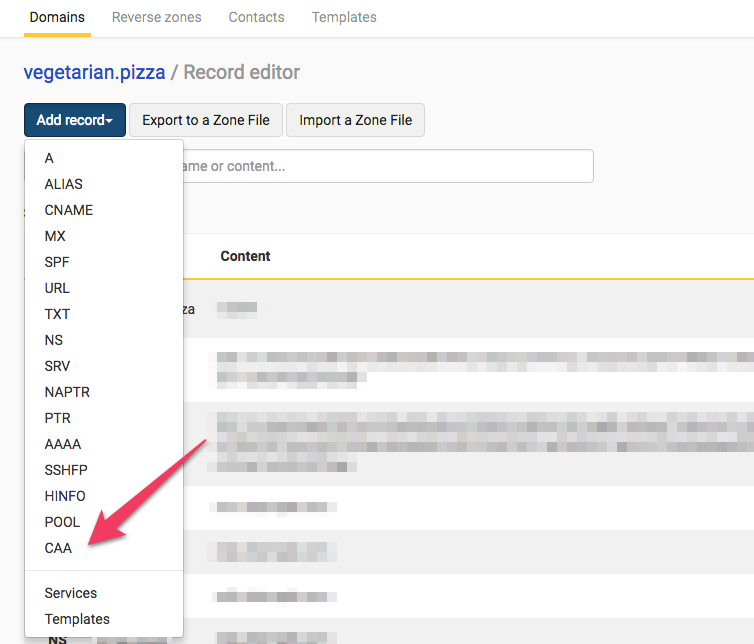 Domains Reverse zones Contacts Templates
vegetarian.pizza / Record editor
Add record Export to a Zone File Import a Zone File
ame or content...
A
ALIAS
CNAME
MX
SPF
URL
TXT
NS
SRV
NAPTR
PTR
AAAA
SSHFP
HINFO
POOL
CAA
Services
Templates
Content
za
NS